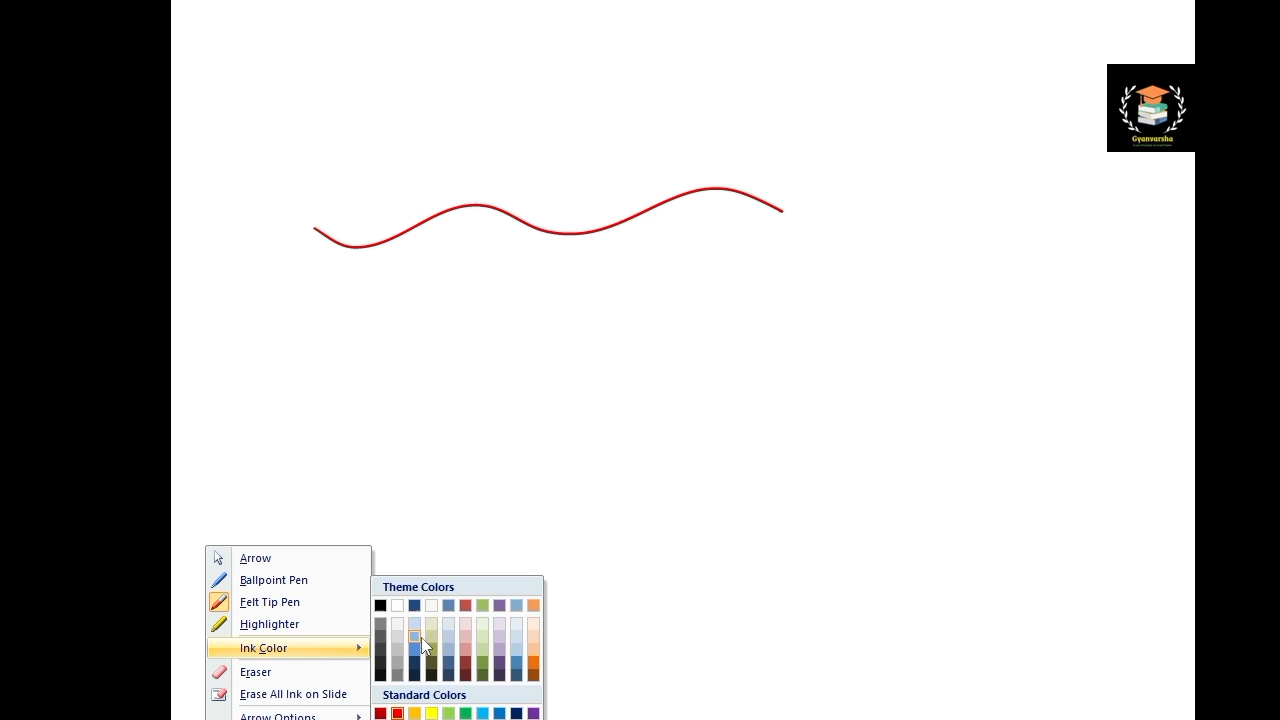 Gyanvarsha
Arrow
Ballpoint Pen
Felt Tip Pen
Highlighter
Ink Color
Eraser
Erase All Ink on Slide
Arrow Options
Theme Colors
Standard Colors